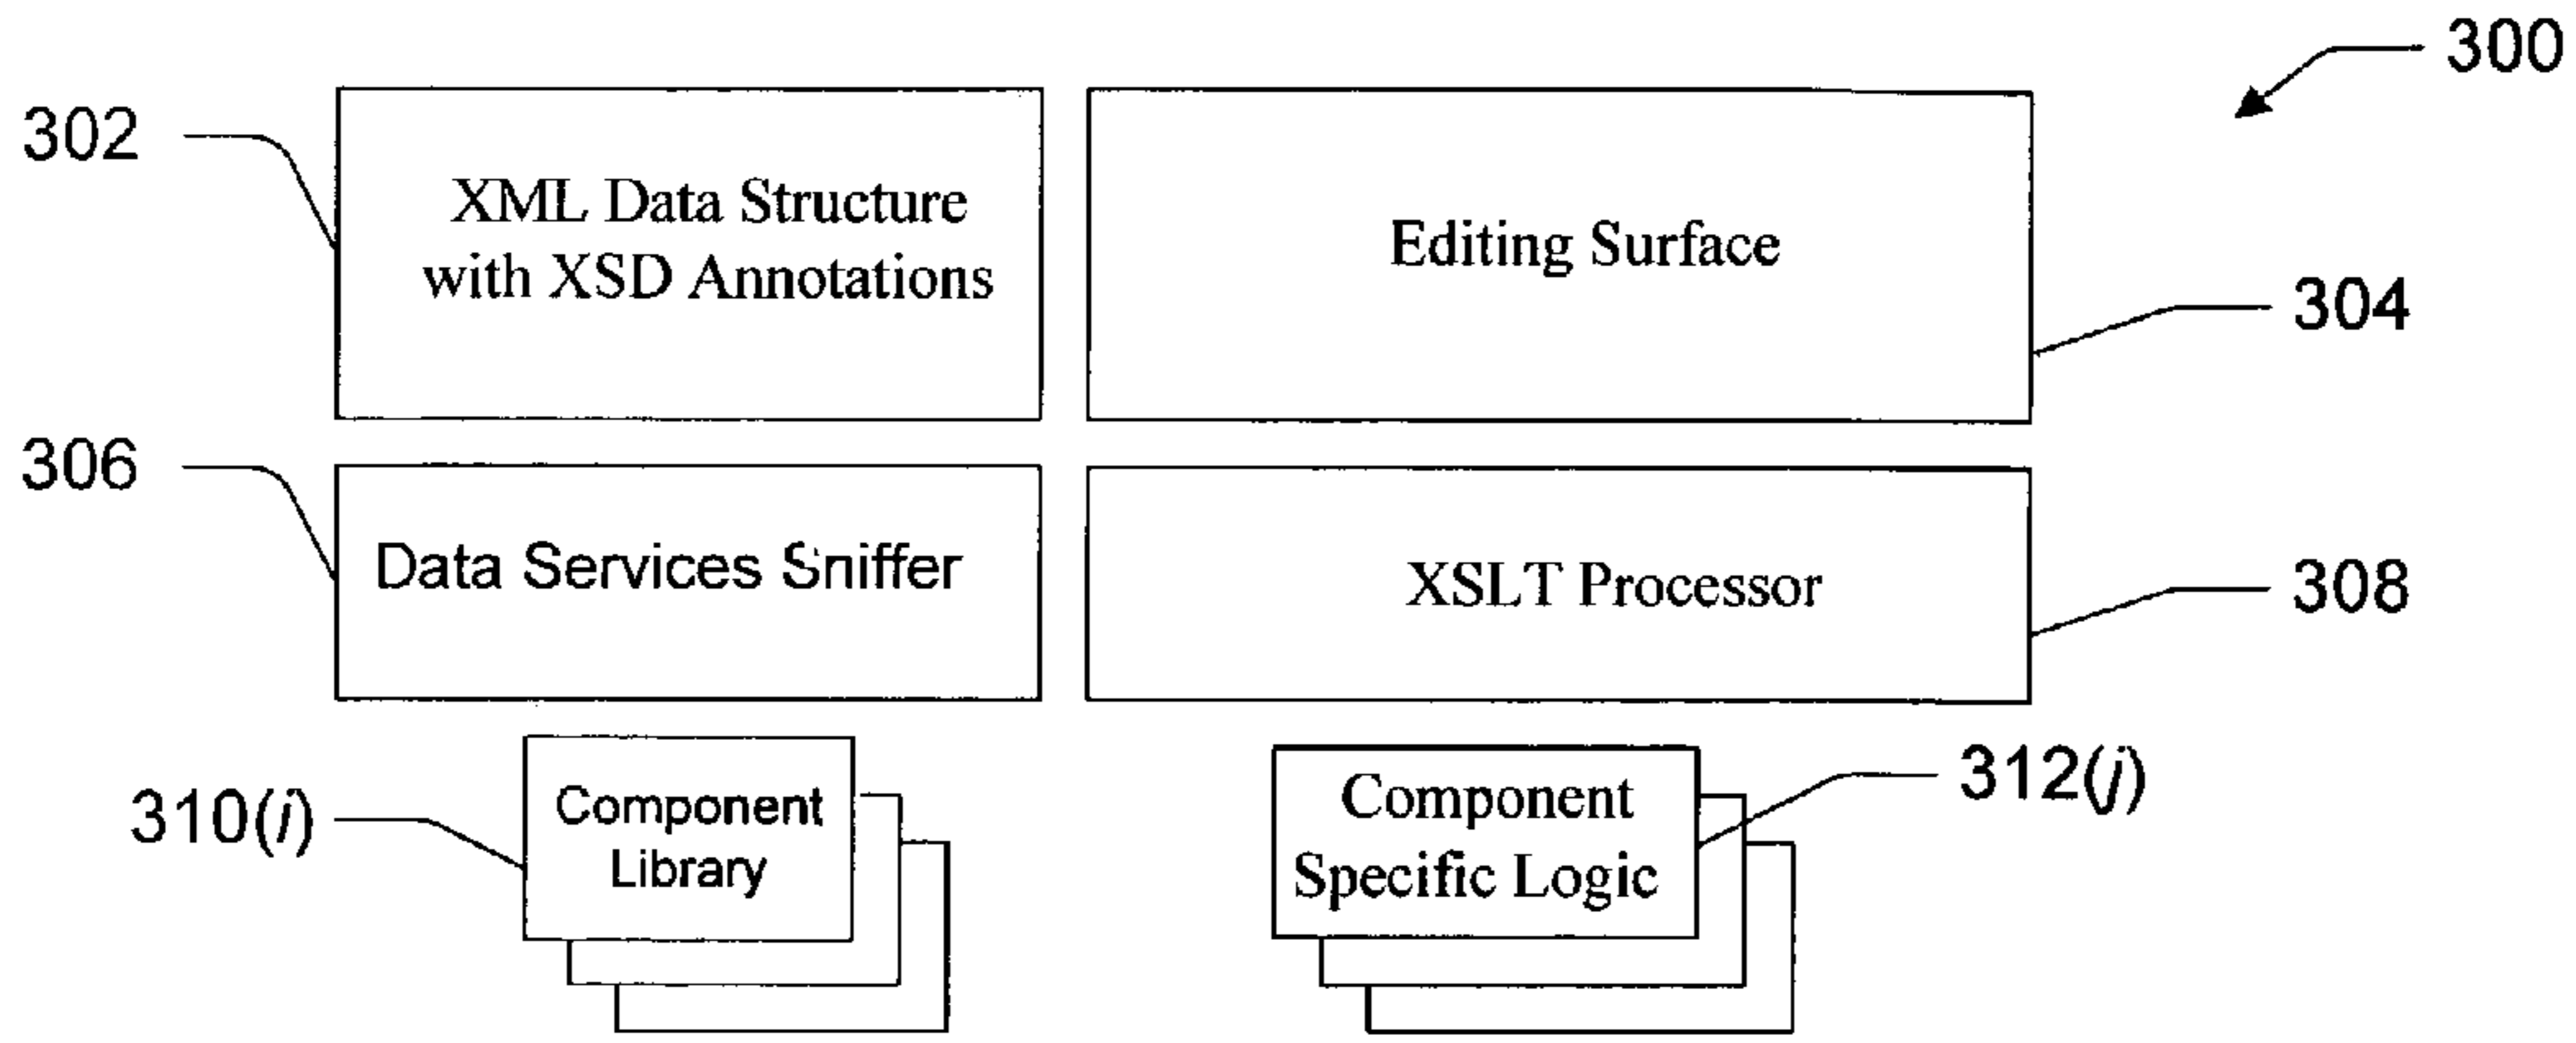 300
302
XML Data Structure
with XSD Annotations
Editing Surface
304
306
Data Services Sniffer
XSLT Processor
308
310(i)
Component
Library
Component
Specific Logic
312(j)